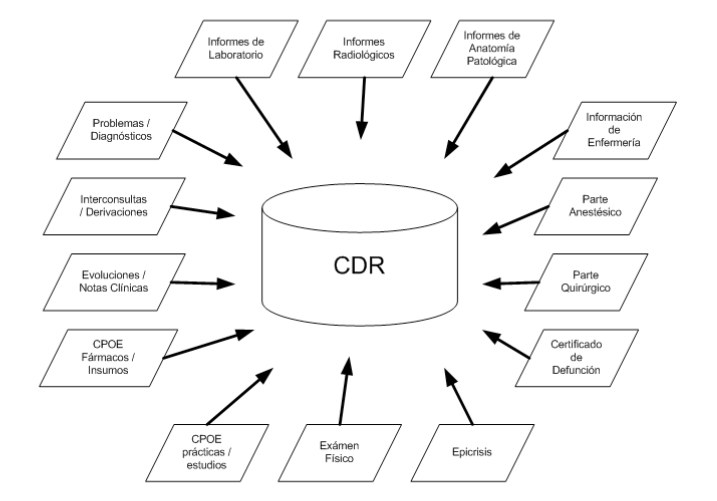 Informes de
Laboratorio
Informes
Radiológicos
Informes de
Anatomía
Patológica
Problemas /
Diagnósticos
Información
de
Enfermería
Interconsultas
/ Derivaciones
Parte
Anestésico
CDR
Evoluciones /
Notas Clínicas
Parte
Quirúrgico
CPOE
Fármacos /
Insumos
Certificado
de
Defunción
CPOE
prácticas /
estudios
Exámen
Físico
Epicrisis